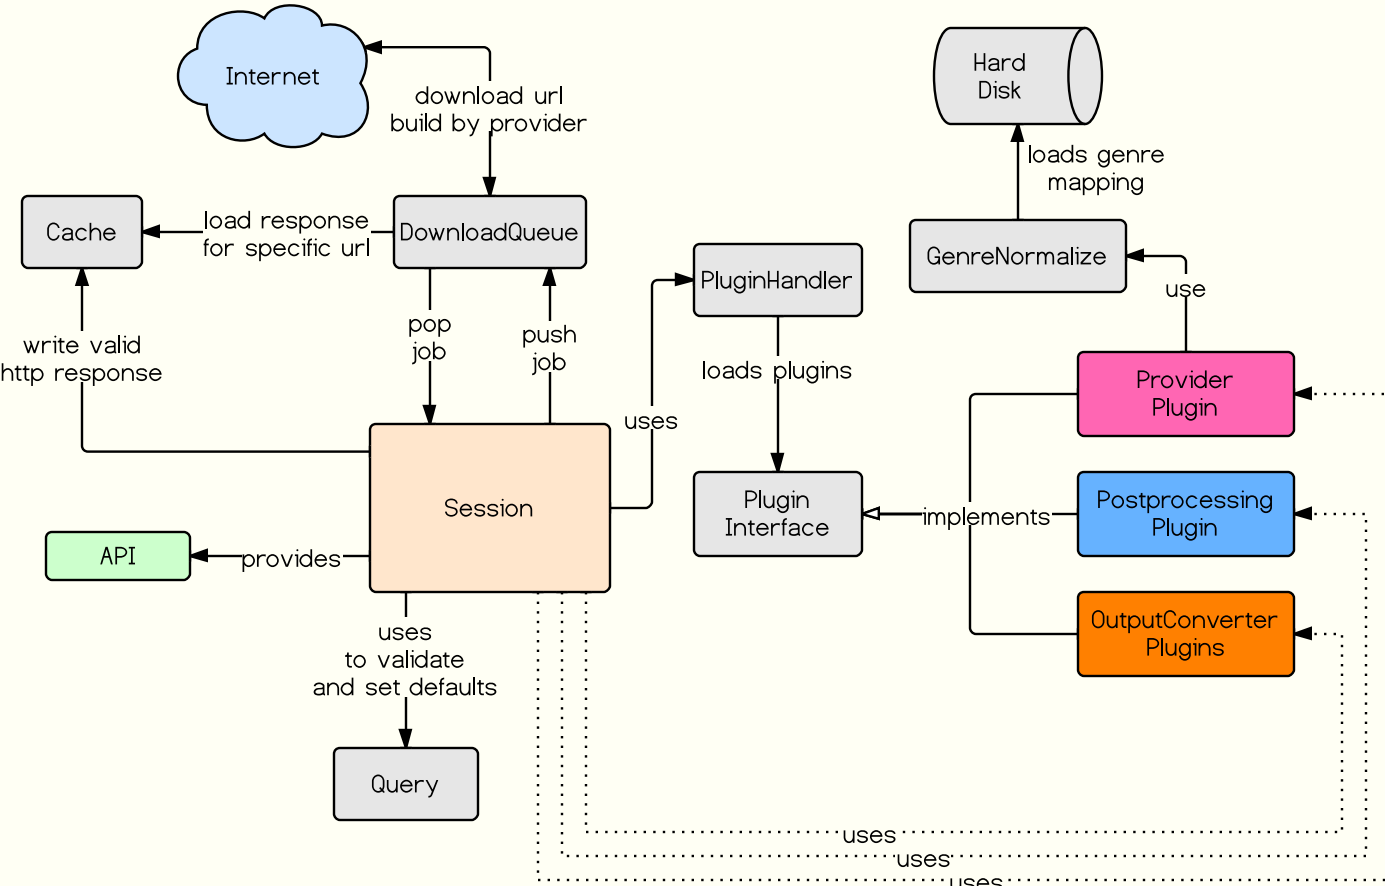 Internet
download url
build by provider
Hard
Disk
loads genre
mapping
Cache
load response
for specific url
DownloadQueue
PluginHandler
GenreNormalize
use
write valid
http response
pop
job
push
job
uses
loads plugins
Provider
Plugin
Session
Plugin
Interface
implements
Postprocessing
Plugin
API
provides
OutputConverter
Plugins
uses
to validate
and set defaults
Query
uses
uses
uses